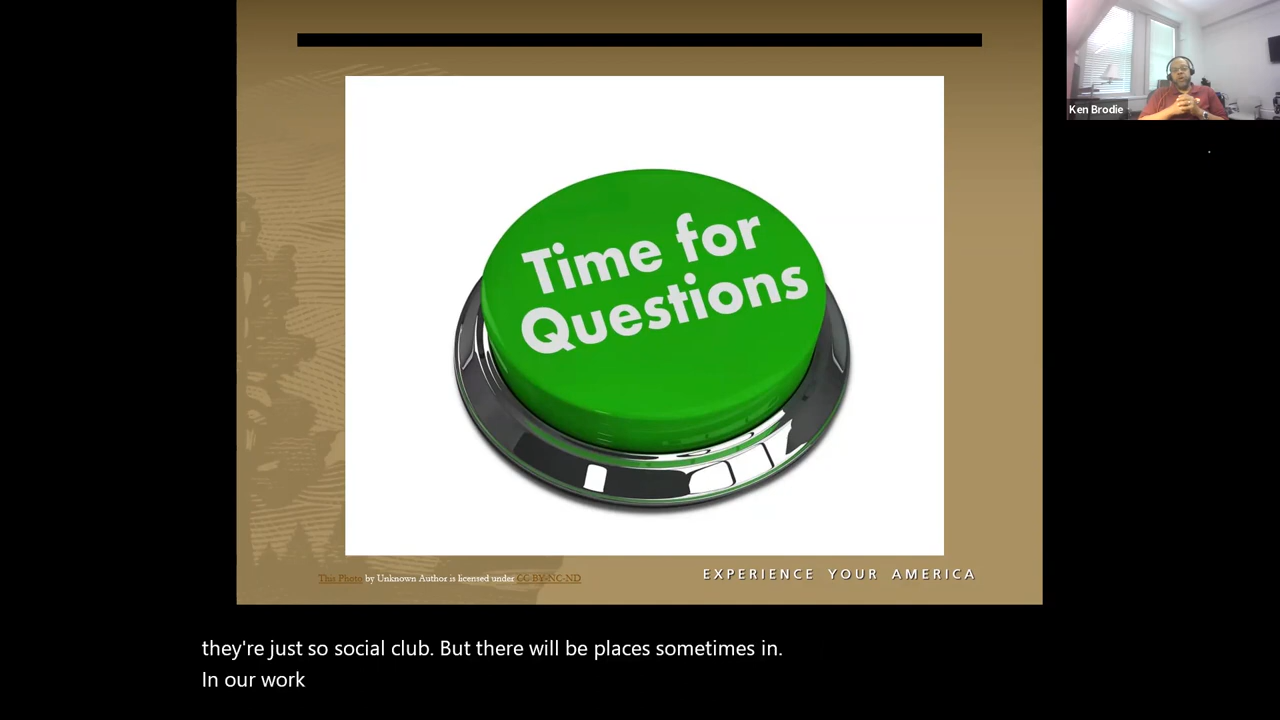 Ken Brodie
Time for
Questions
This Photo by Unknown Author is licensed under CC BY-NC-ND
EXPERIENCE YOUR AMERICA
they're just so social club. But there will be places sometimes in.
In our work